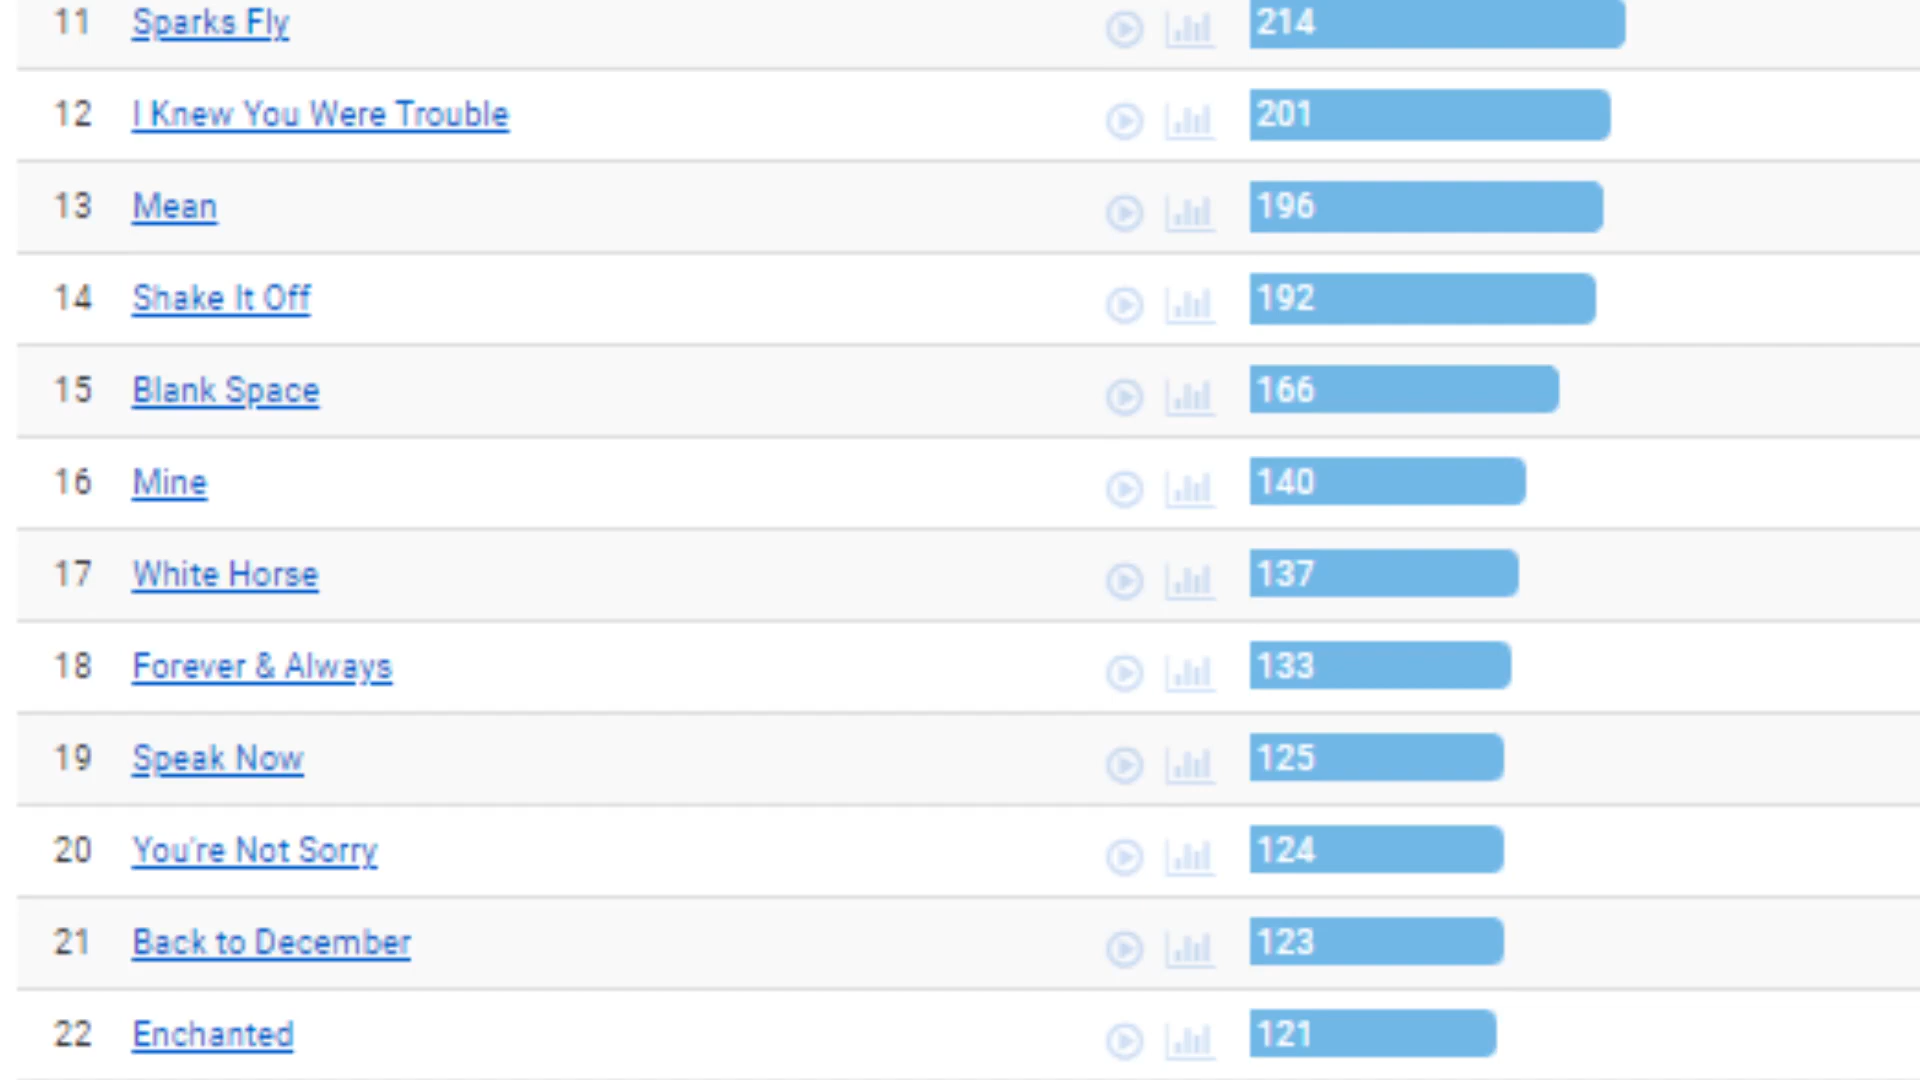 11 Sparks Fly 214
12 I Knew You Were Trouble 201
13 Mean 196
14 Shake It Off 192
15 Blank Space 166
16 Mine 140
17 White Horse 137
18 Forever & Always 133
19 Speak Now 125
20 You're Not Sorry 124
21 Back to December 123
22 Enchanted 121